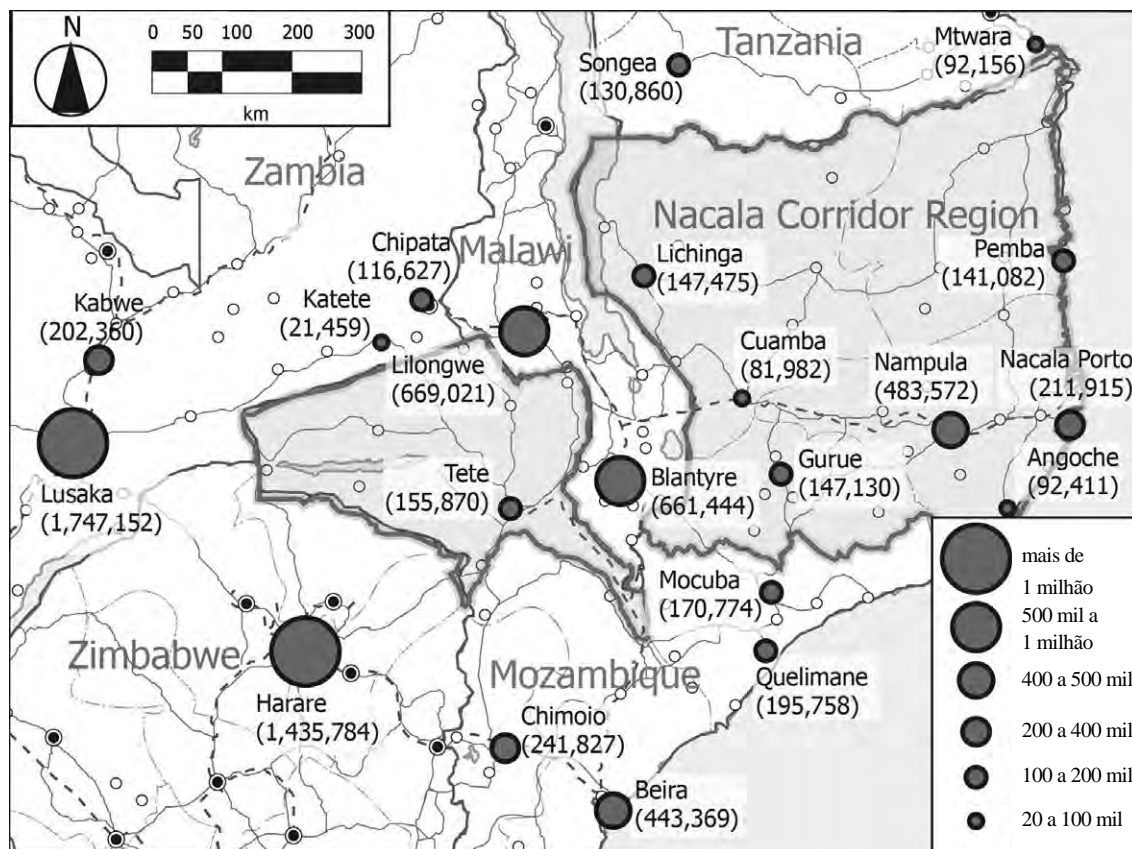 N
0 50 100 200 300
km
Tanzania
Songea
(130,860)
Mtwara
(92,156)
Zambia
Nacala Corridor Region
Malawi
Chipata
(116,627)
Lichinga
(147,475)
Pemba
(141,082)
Kabwe
(202,360)
Katete
(21,459)
Lilongwe
(669,021)
Cuamba
(81,982)
Nampula
(483,572)
Nacala Porto
(211,915)
Lusaka
(1,747,152)
Tete
(155,870)
Blantyre
(661,444)
Gurue
(147,130)
Angoche
(92,411)
Mocuba
(170,774)
Zimbabwe
Harare
(1,435,784)
Mozambique
Quelimane
(195,758)
Chimoio
(241,827)
Beira
(443,369)
mais de
1 milhão
500 mil a
1 milhão
400 a 500 mil
200 a 400 mil
100 a 200 mil
20 a 100 mil